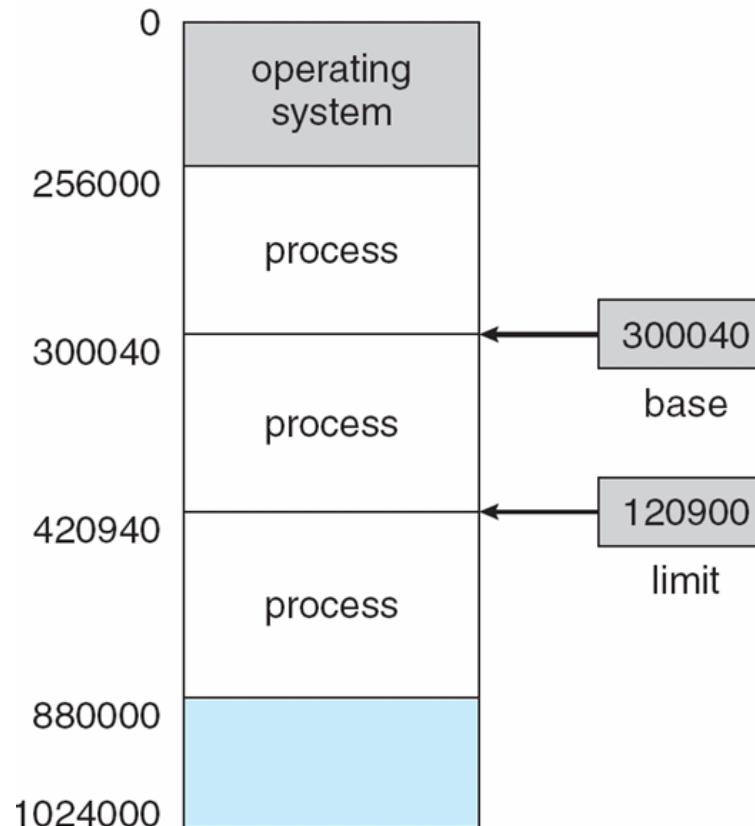 0
operating
system
256000
process
300040
300040
base
process
420940
120900
limit
process
880000
1024000